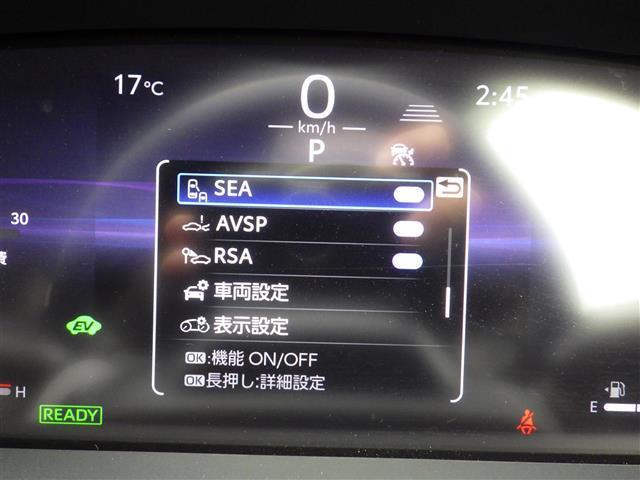 17℃
0
2:45
km/h
P
SEA
AVSP
30
RSA
費
車両設定
EV
表示設定
OK:機能 ON/OFF
OK長押し:詳細設定
H
E
READY